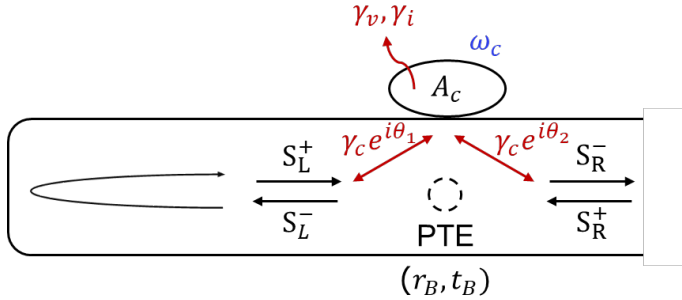 γ_v, γ_i
ω_c
A_c
γ_c e^{iθ_1}
γ_c e^{iθ_2}
S_L^+
S_R^-
S_L^-
S_R^+
PTE
(r_B, t_B)